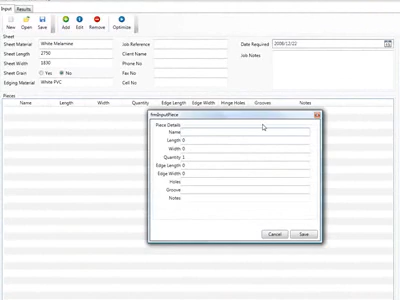 Input Results
New Open Save Add Edit Remove Optimize
Sheet
Sheet Material White Melamine Job Reference Date Required 2008/12/22
Sheet Length 2750 Client Name Job Notes
Sheet Width 1830 Phone No
Sheet Grain Yes No Fax No
Edging Material White PVC Cell No
Pieces
Name Length Width Quantity Edge Length Edge Width Hinge Holes Grooves Notes
frmInputPiece
Piece Details
Name
Length 0
Width 0
Quantity 1
Edge Length 0
Edge Width 0
Holes
Groove
Notes
Cancel Save